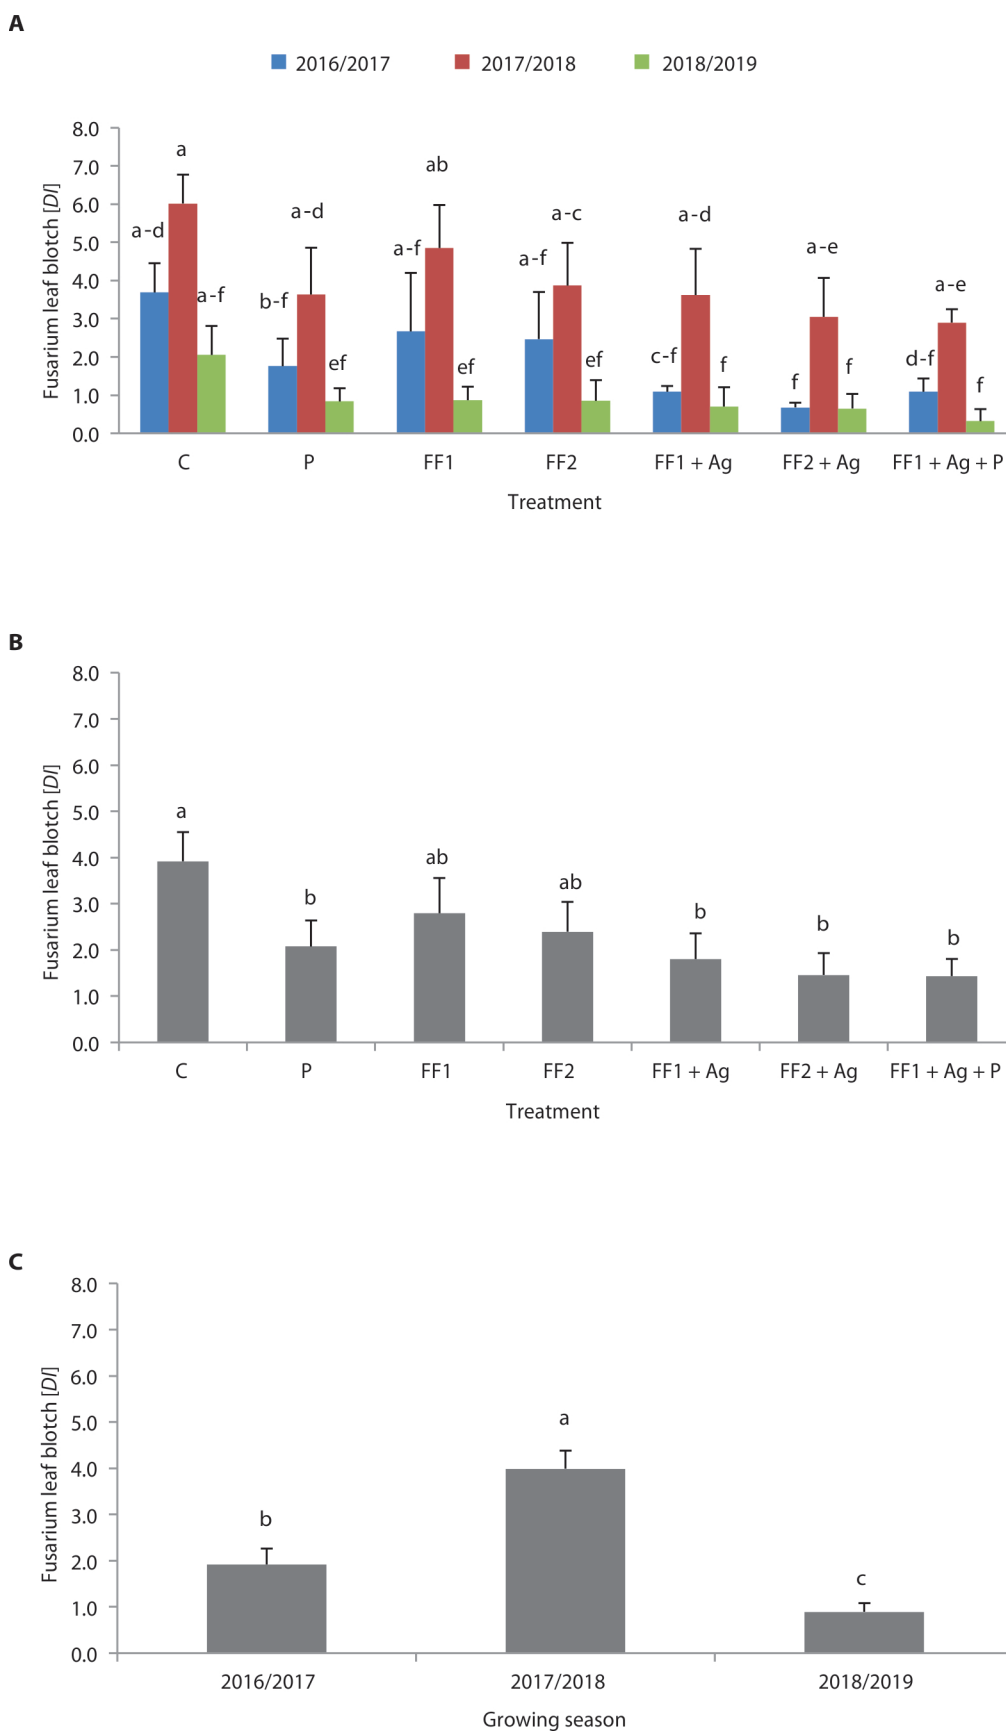 A
2016/2017 2017/2018 2018/2019
8.0
7.0
6.0
5.0
4.0
3.0
2.0
1.0
0.0
Fusarium leaf blotch [DI]
a-d a a-f
b-f a-d ef
a-f ab ef
a-f a-c ef
c-f a-d f
f a-e f
d-f a-e f
C P FF1 FF2 FF1 + Ag FF2 + Ag FF1 + Ag + P
Treatment
B
8.0
7.0
6.0
5.0
4.0
3.0
2.0
1.0
0.0
Fusarium leaf blotch [DI]
a b ab ab b b b
C P FF1 FF2 FF1 + Ag FF2 + Ag FF1 + Ag + P
Treatment
C
8.0
7.0
6.0
5.0
4.0
3.0
2.0
1.0
0.0
Fusarium leaf blotch [DI]
b a c
2016/2017 2017/2018 2018/2019
Growing season